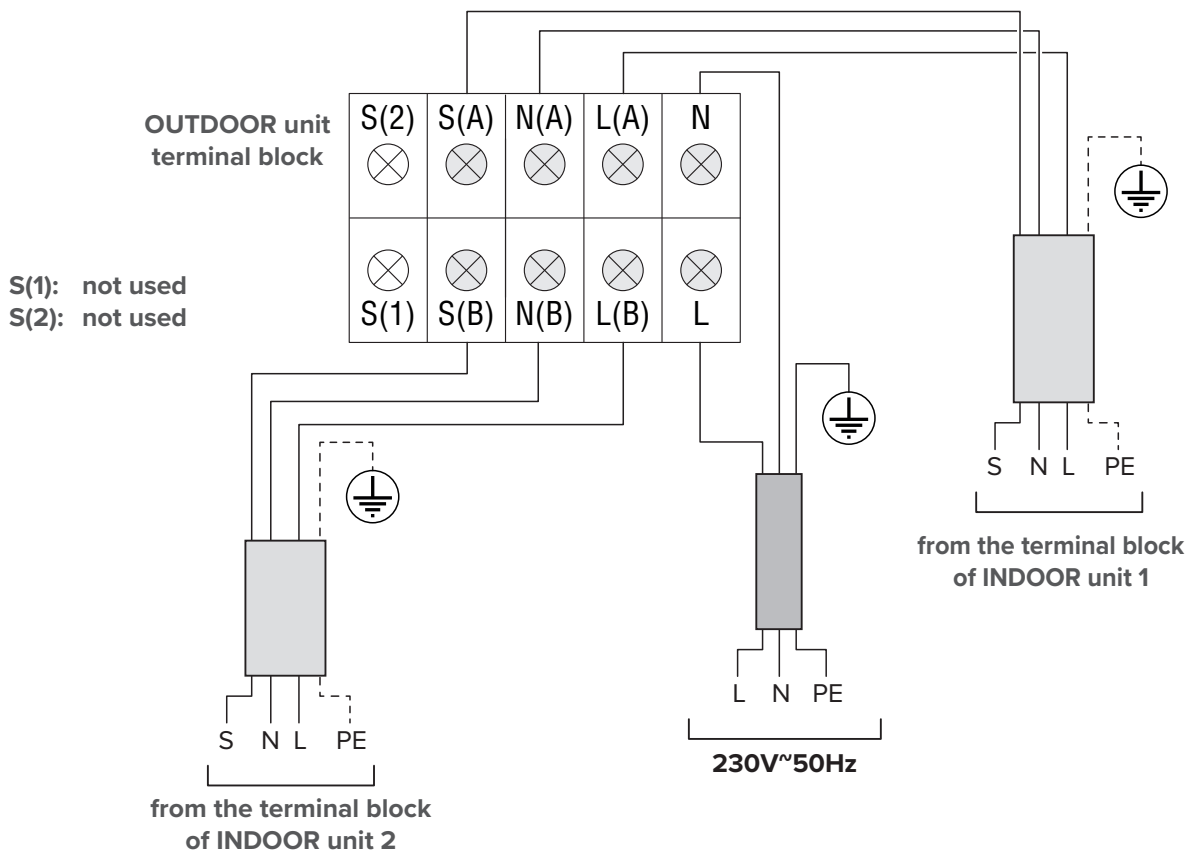 OUTDOOR unit
terminal block
S(2) S(A) N(A) L(A) N
S(1) S(B) N(B) L(B) L
S(1): not used
S(2): not used
S N L PE
from the terminal block
of INDOOR unit 1
L N PE
230V~50Hz
S N L PE
from the terminal block
of INDOOR unit 2